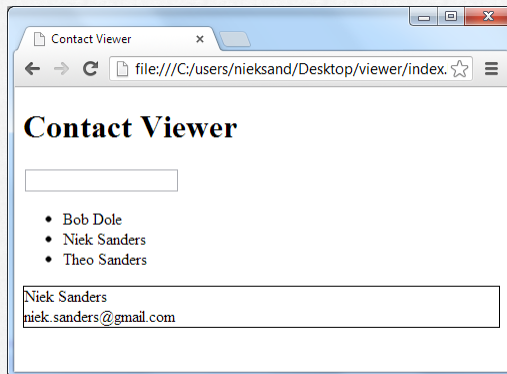 Contact Viewer
file:///C:/users/nieksand/Desktop/viewer/index.
Contact Viewer
Bob Dole
Niek Sanders
Theo Sanders
Niek Sanders
niek.sanders@gmail.com